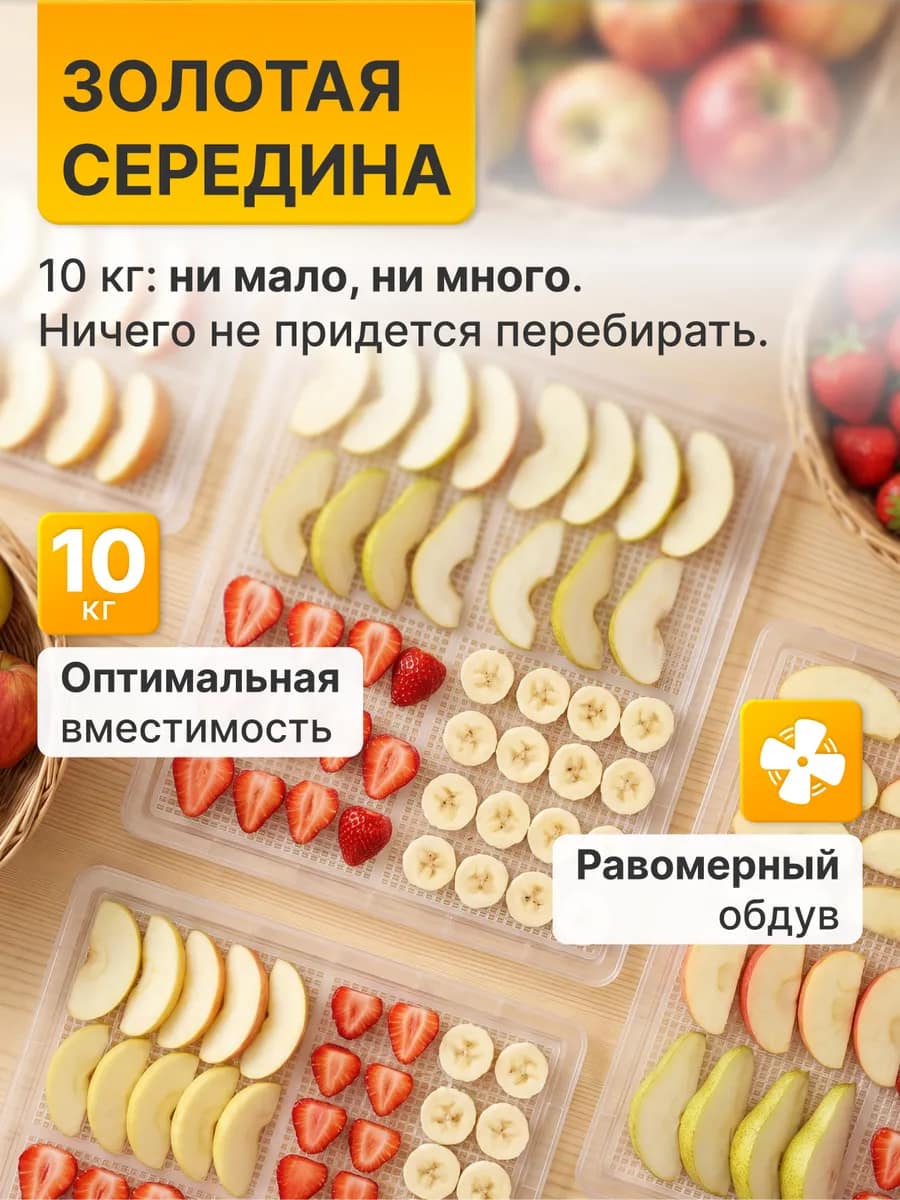 ЗОЛОТАЯ
СЕРЕДИНА
10 кг: ни мало, ни много.
Ничего не придется перебирать.
10
кг
Оптимальная
вместимость
Равомерный
обдув